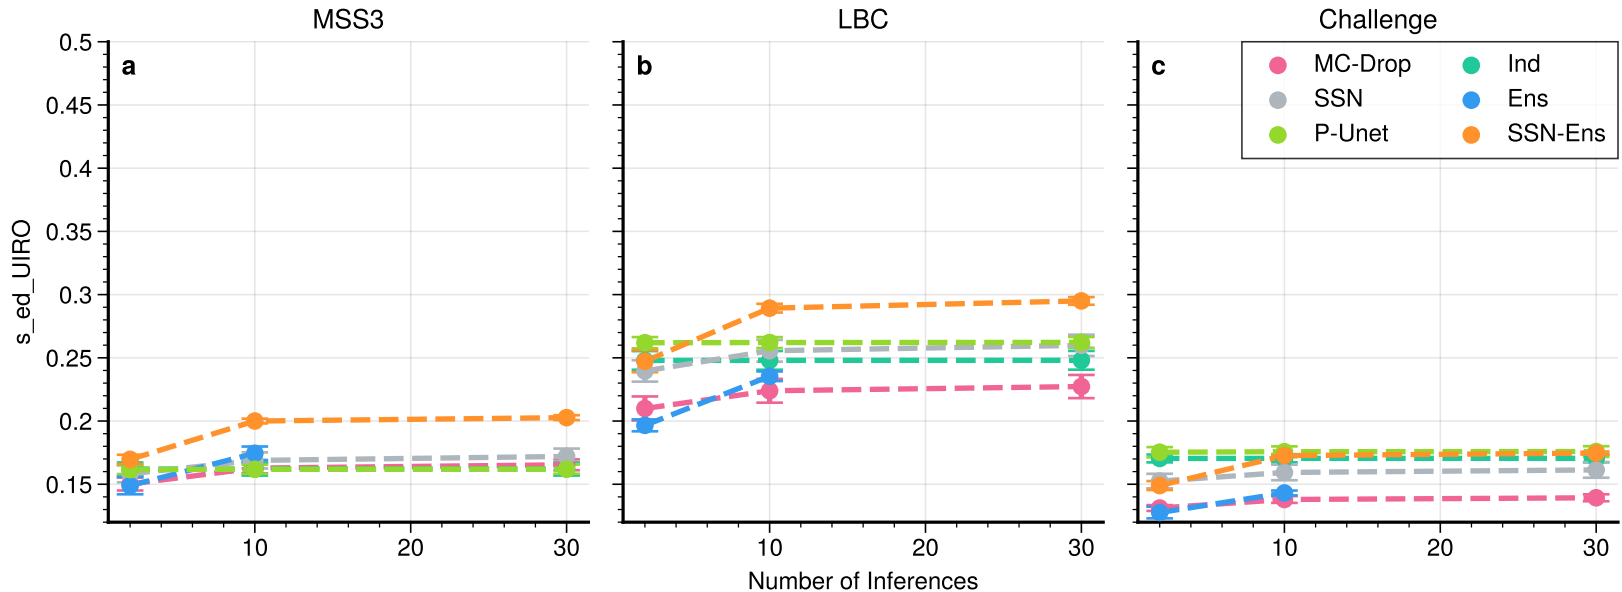 MSS3
LBC
Challenge
a
b
c
MC-Drop
SSN
P-Unet
Ind
Ens
SSN-Ens
s_ed_UIRO
0.5
0.45
0.4
0.35
0.3
0.25
0.2
0.15
10 20 30
10 20 30
10 20 30
Number of Inferences